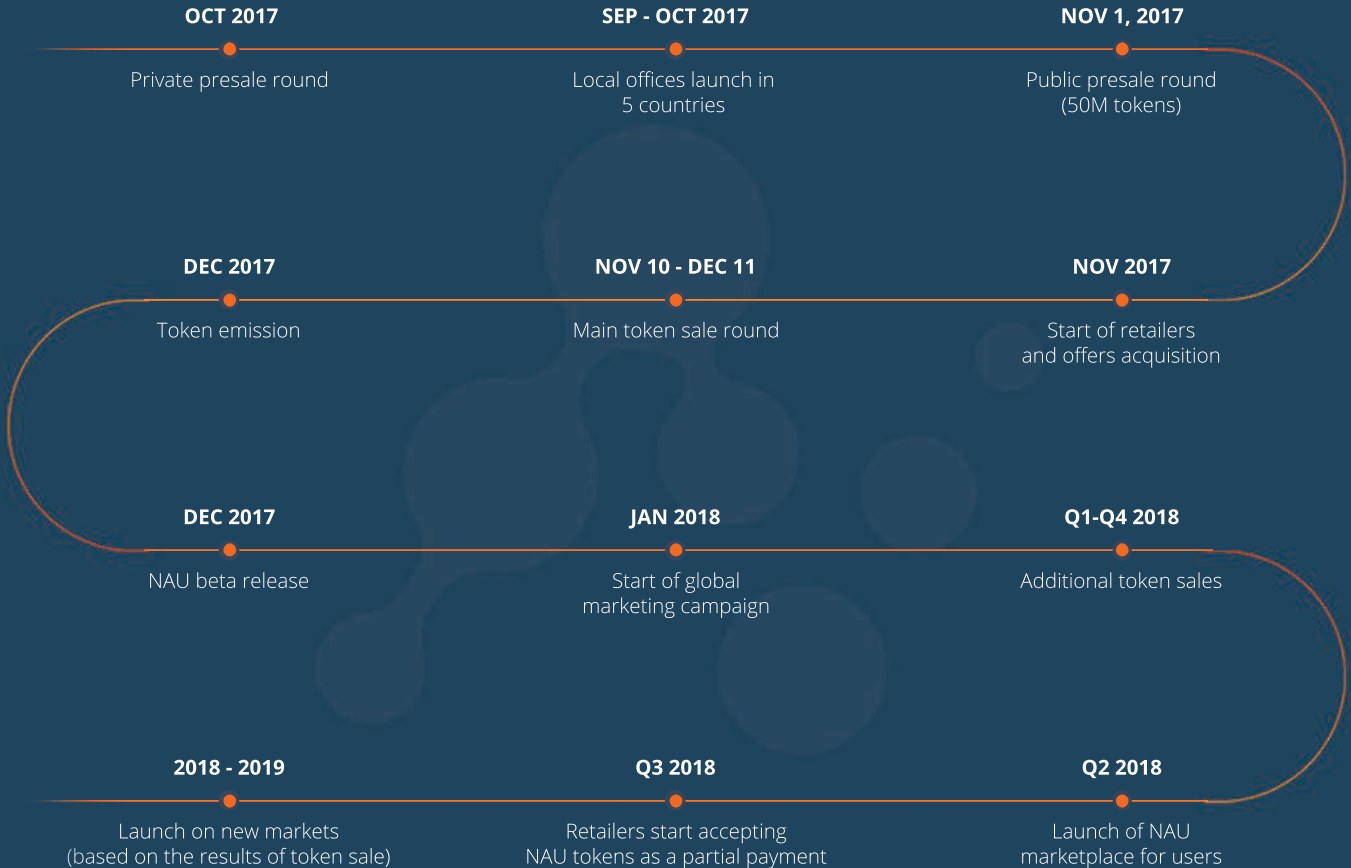 OCT 2017
Private presale round
SEP - OCT 2017
Local offices launch in
5 countries
NOV 1, 2017
Public presale round
(50M tokens)
NOV 2017
Start of retailers
and offers acquisition
NOV 10 - DEC 11
Main token sale round
DEC 2017
Token emission
DEC 2017
NAU beta release
JAN 2018
Start of global
marketing campaign
Q1-Q4 2018
Additional token sales
Q2 2018
Launch of NAU
marketplace for users
Q3 2018
Retailers start accepting
NAU tokens as a partial payment
2018 - 2019
Launch on new markets
(based on the results of token sale)